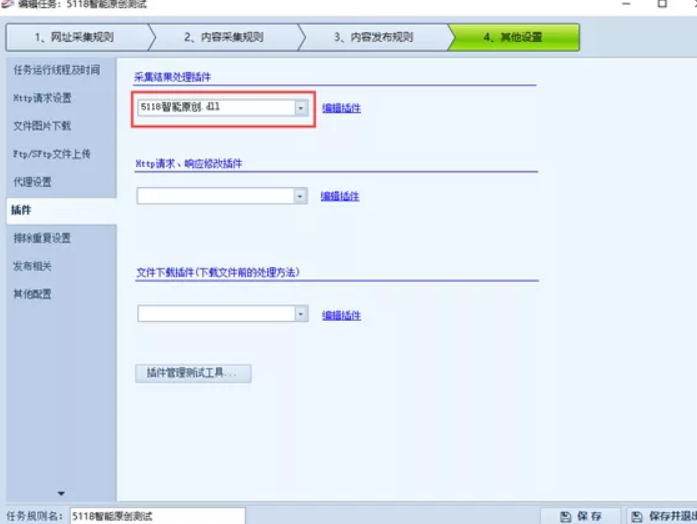 编辑任务: 5118智能原创测试
1、网址采集规则
2、内容采集规则
3、内容发布规则
4、其他设置
任务运行线程及时间
Http请求设置
文件图片下载
Ftp/SFtp文件上传
代理设置
插件
排除重复设置
发布相关
其他配置
采集结果处理插件
5118智能原创.dll
编辑插件
Http请求、响应修改插件
编辑插件
文件下载插件(下载文件前的处理方法)
编辑插件
插件管理测试工具...
任务规则名: 5118智能原创测试
保 存
保存并退出